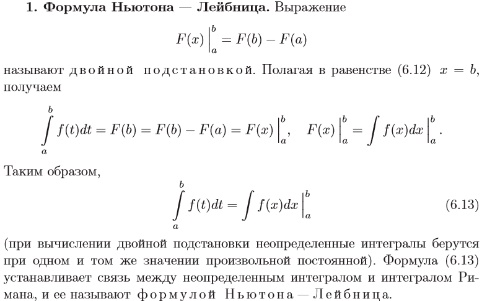 1. Формула Ньютона — Лейбница. Выражение
F(x) |_a^b = F(b) − F(a)
называют двойной подстановкой. Полагая в равенстве (6.12) x = b,
получаем
∫_a^b f(t)dt = F(b) = F(b) − F(a) = F(x) |_a^b, F(x) |_a^b = ∫ f(x)dx |_a^b.
Таким образом,
∫_a^b f(t)dt = ∫ f(x)dx |_a^b (6.13)
(при вычислении двойной подстановки неопределенные интегралы берутся
при одном и том же значении произвольной постоянной). Формула (6.13)
устанавливает связь между неопределенным интегралом и интегралом Ри-
мана, и ее называют формулой Ньютона — Лейбница.